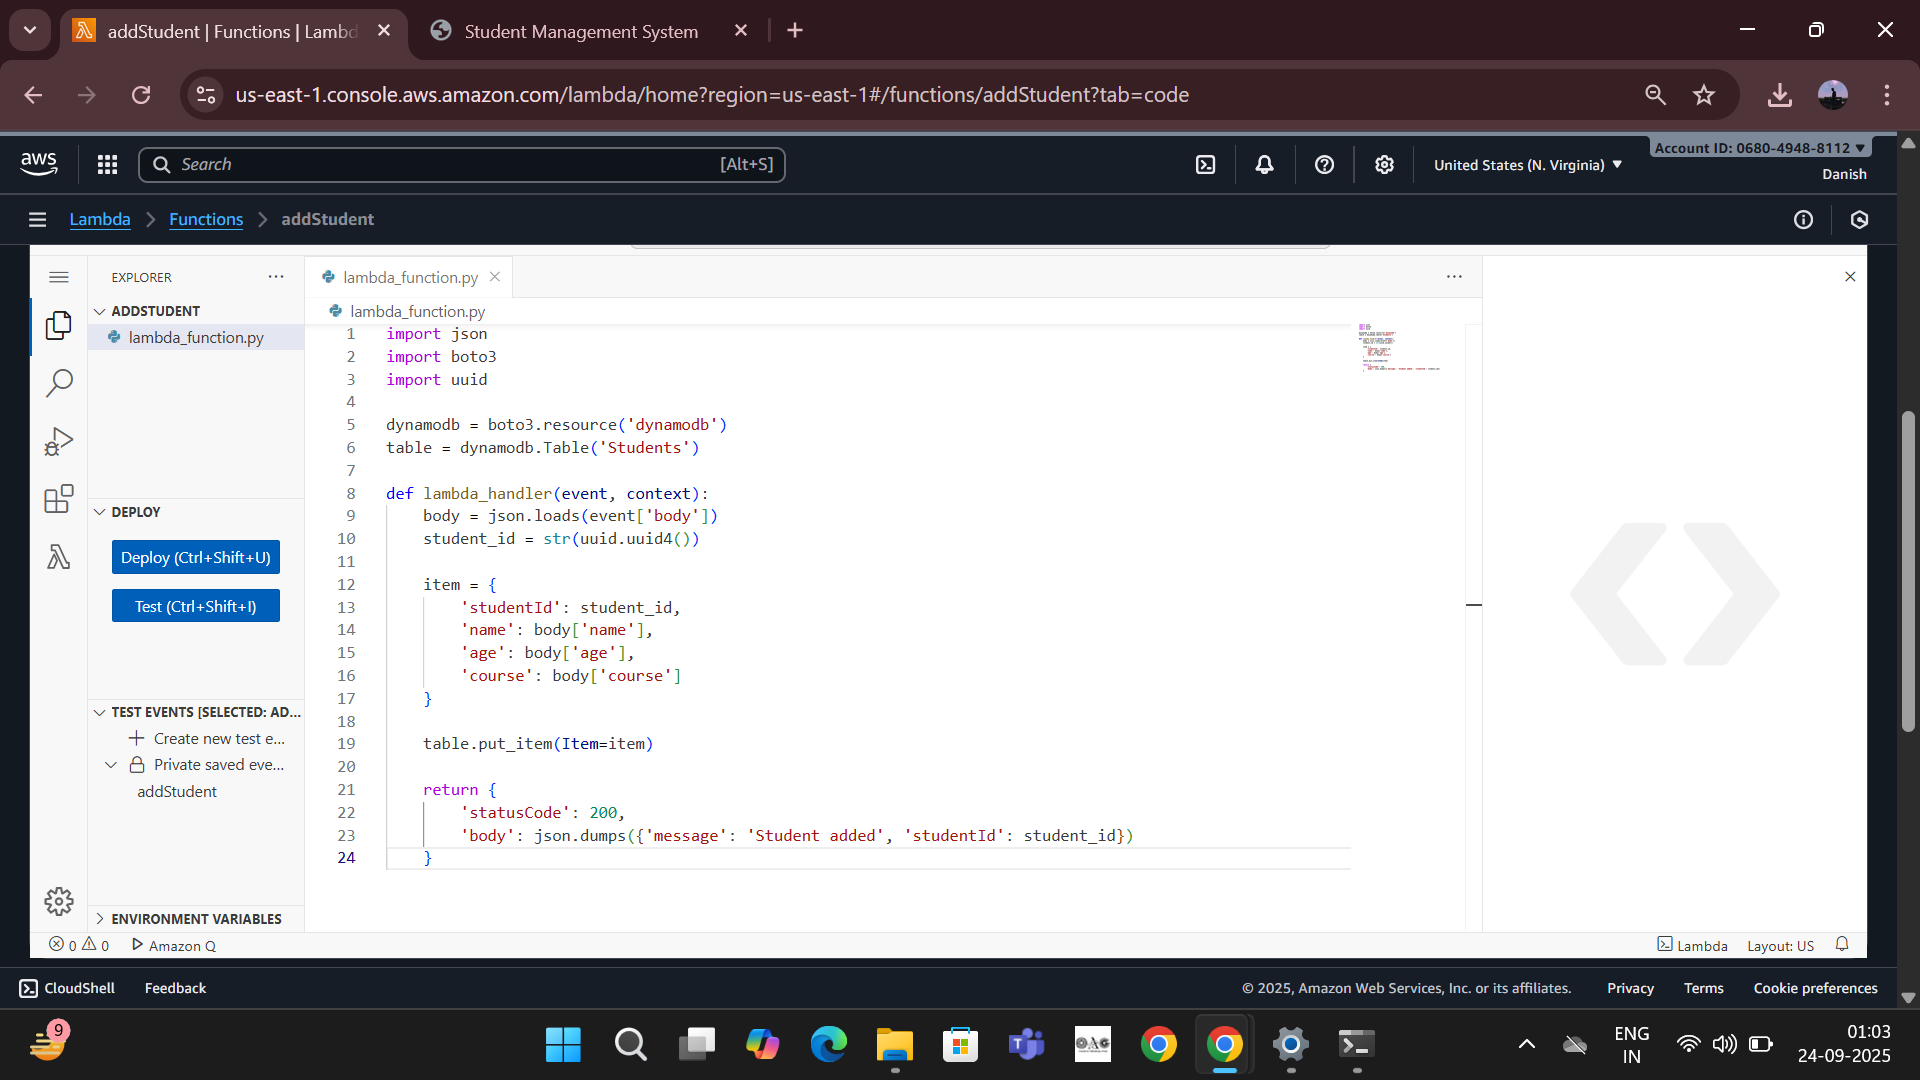 addStudent | Functions | Lambd
Student Management System
us-east-1.console.aws.amazon.com/lambda/home?region=us-east-1#/functions/addStudent?tab=code
aws
Search
[Alt+S]
United States (N. Virginia)
Account ID: 0680-4948-8112
Danish
Lambda
Functions
addStudent
EXPLORER
lambda_function.py
ADDSTUDENT
lambda_function.py
lambda_function.py
1 import json
2 import boto3
3 import uuid
4
5 dynamodb = boto3.resource('dynamodb')
6 table = dynamodb.Table('Students')
7
8 def lambda_handler(event, context):
9 body = json.loads(event['body'])
10 student_id = str(uuid.uuid4())
11
12 item = {
13 'studentId': student_id,
14 'name': body['name'],
15 'age': body['age'],
16 'course': body['course']
17 }
18
19 table.put_item(Item=item)
20
21 return {
22 'statusCode': 200,
23 'body': json.dumps({'message': 'Student added', 'studentId': student_id})
24 }
DEPLOY
Deploy (Ctrl+Shift+U)
Test (Ctrl+Shift+I)
TEST EVENTS [SELECTED: AD...
Create new test e...
Private saved eve...
addStudent
ENVIRONMENT VARIABLES
0 0 Amazon Q
Lambda
Layout: US
CloudShell
Feedback
© 2025, Amazon Web Services, Inc. or its affiliates.
Privacy
Terms
Cookie preferences
9
OAG
ENG
IN
01:03
24-09-2025